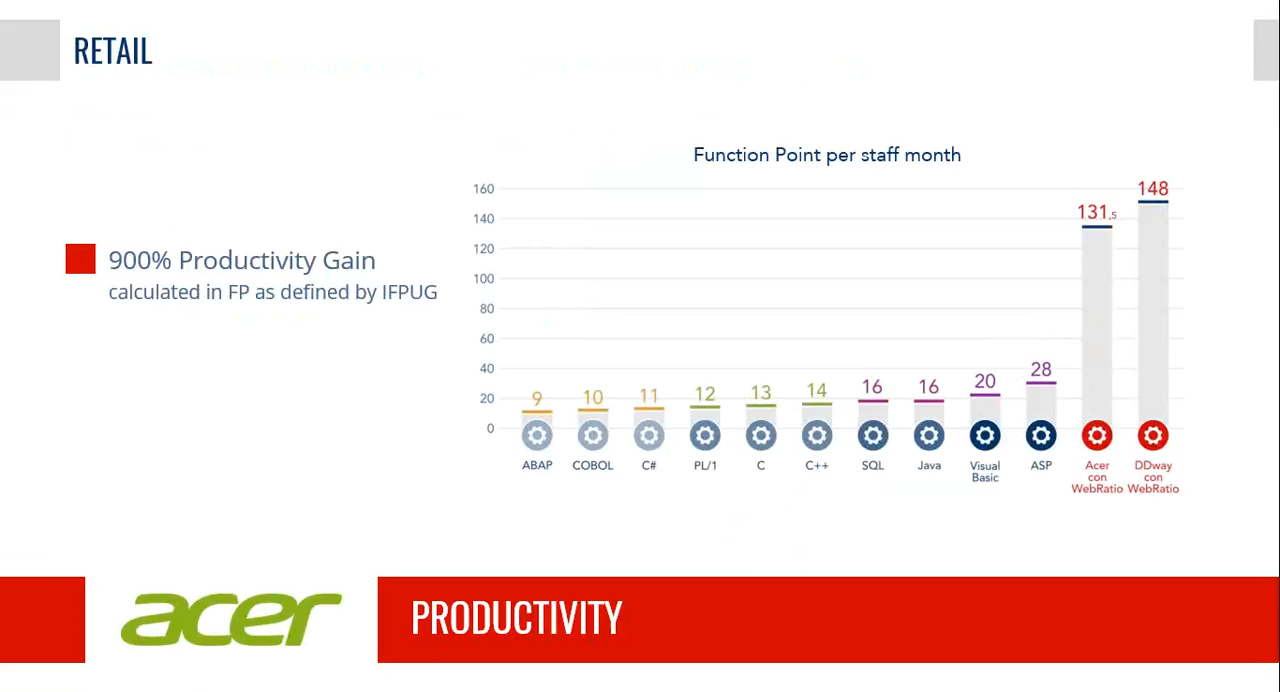 RETAIL
Function Point per staff month
900% Productivity Gain
calculated in FP as defined by IFPUG
160
140
120
100
80
60
40
20
0
9 10 11 12 13 14 16 16 20 28 131,5 148
ABAP COBOL C# PL/1 C C++ SQL Java Visual Basic ASP Acer con WebRatio DDway con WebRatio
acer
PRODUCTIVITY